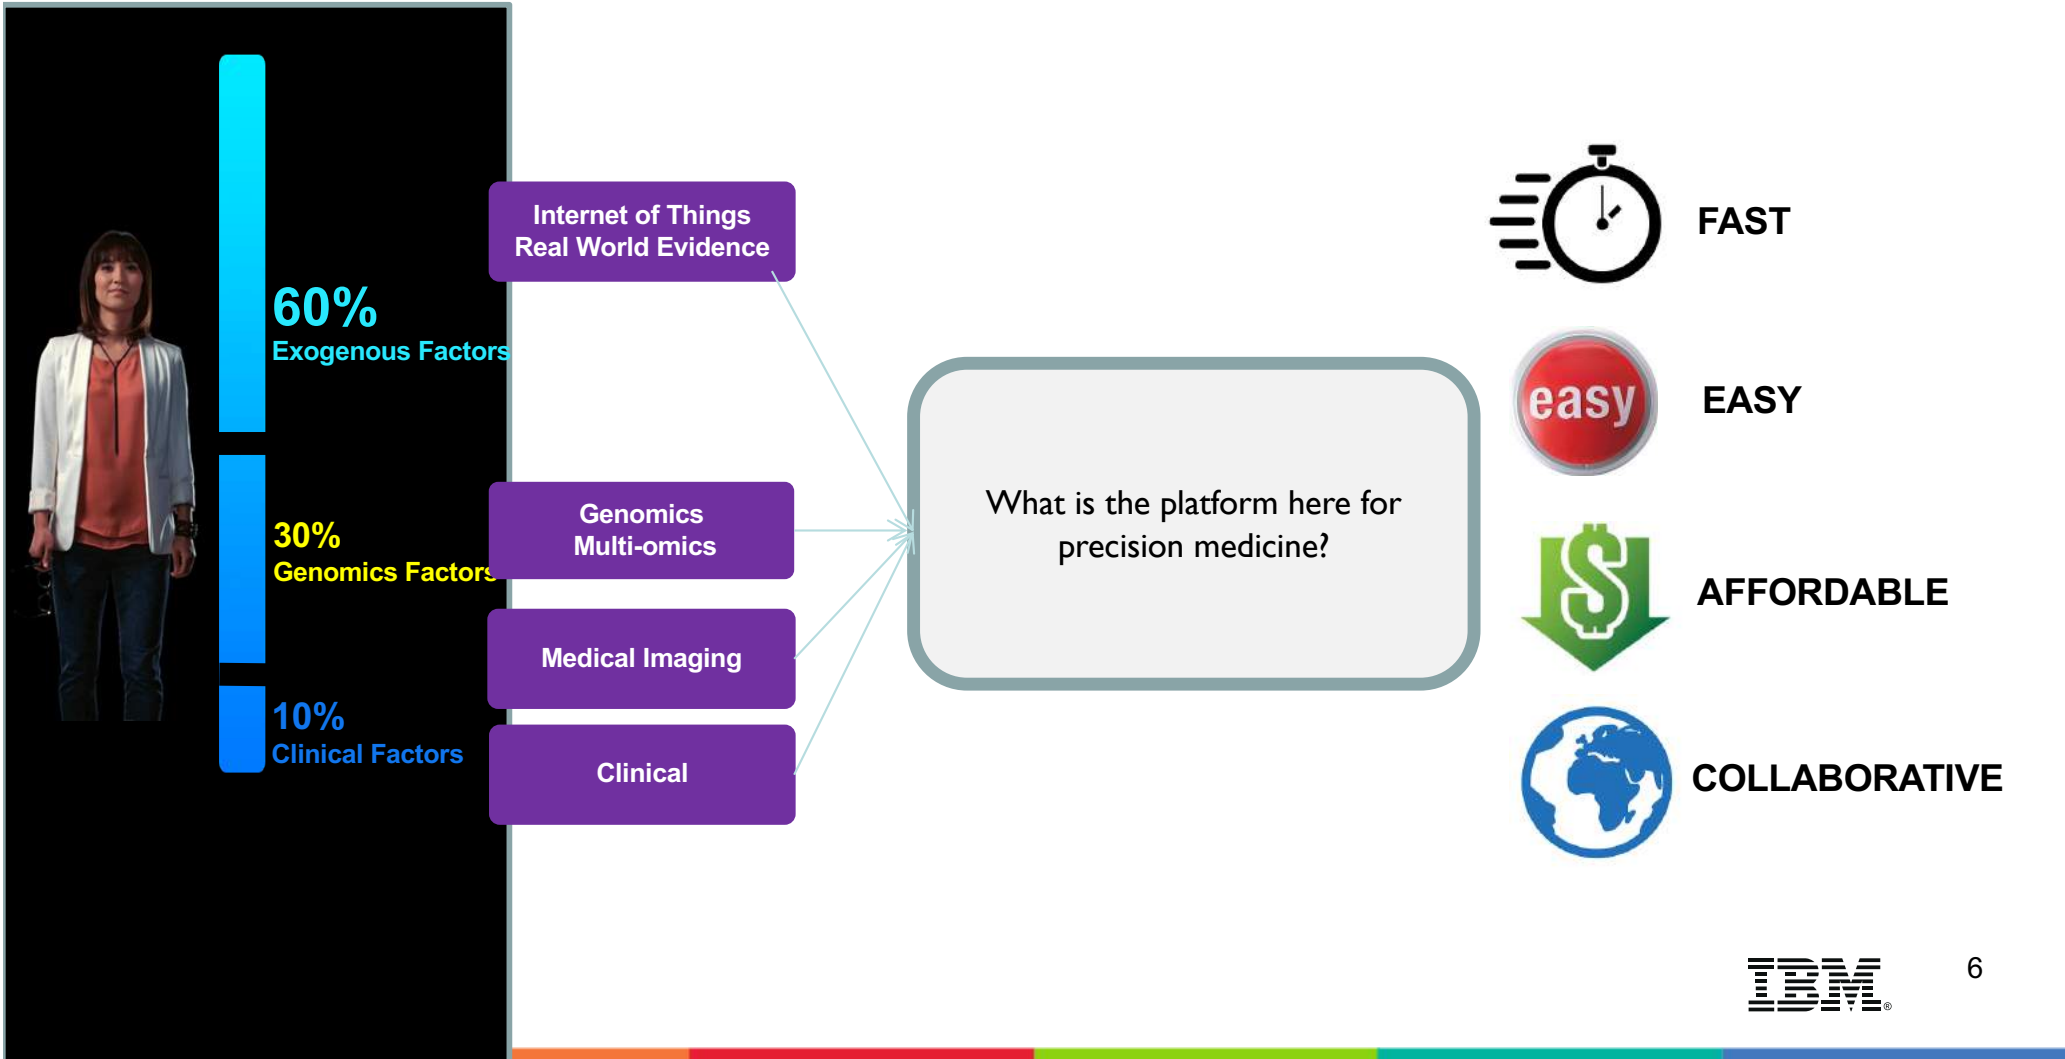 60%
Exogenous Factors
30%
Genomics Factors
10%
Clinical Factors
Internet of Things
Real World Evidence
Genomics
Multi-omics
Medical Imaging
Clinical
What is the platform here for
precision medicine?
FAST
easy
EASY
AFFORDABLE
COLLABORATIVE
IBM®
6